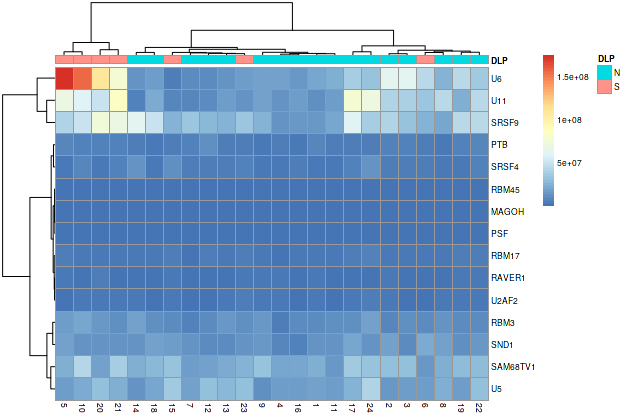 DLP
DLP
U6
N
S
1.5e+08
U11
1e+08
SRSF3
PTB
5e+07
SRSF4
RBM45
MAGOH
PSF
RBM17
RAVER1
U2AF2
RBM3
SND1
SAM68TV1
U5
5 10 20 21 14 18 15 7 12 13 23 9 4 16 1 11 17 24 2 3 6 8 19 22